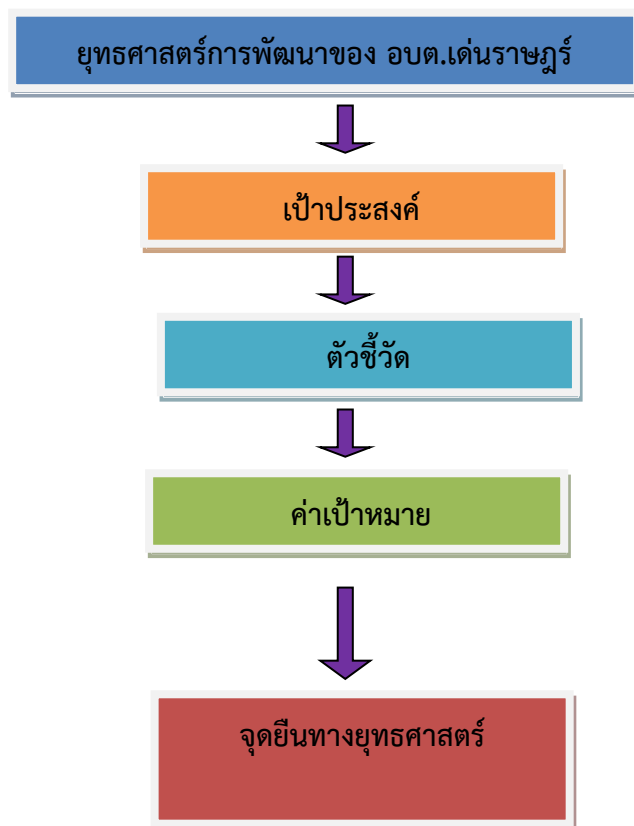 ยุทธศาสตร์การพัฒนาของ อบต.เด่นราษฎร์
เป้าประสงค์
ตัวชี้วัด
ค่าเป้าหมาย
จุดยืนทางยุทธศาสตร์